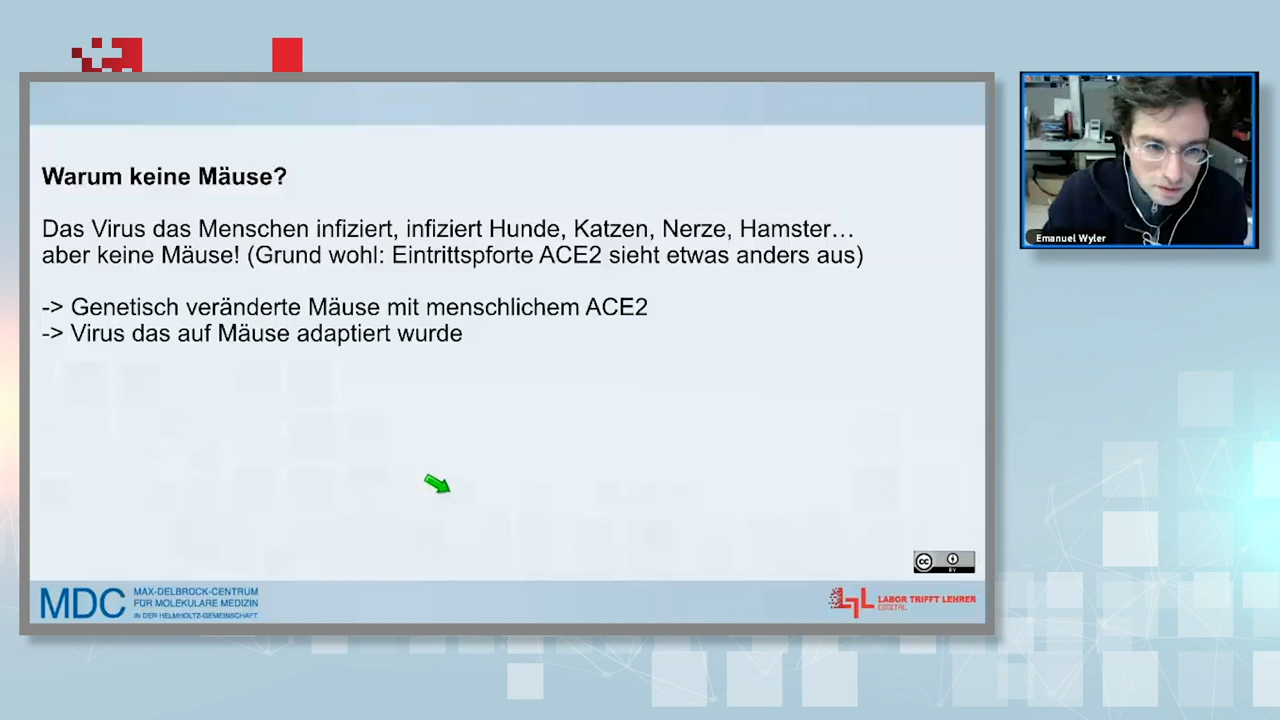 Warum keine Mäuse?
Das Virus das Menschen infiziert, infiziert Hunde, Katzen, Nerze, Hamster…
aber keine Mäuse! (Grund wohl: Eintrittspforte ACE2 sieht etwas anders aus)
-> Genetisch veränderte Mäuse mit menschlichem ACE2
-> Virus das auf Mäuse adaptiert wurde
Emanuel Wyler
cc
BY
MDC
MAX-DELBRÜCK-CENTRUM
FÜR MOLEKULARE MEDIZIN
IN DER HELMHOLTZ-GEMEINSCHAFT
LABOR TRIFFT LEHRER
DIGITAL